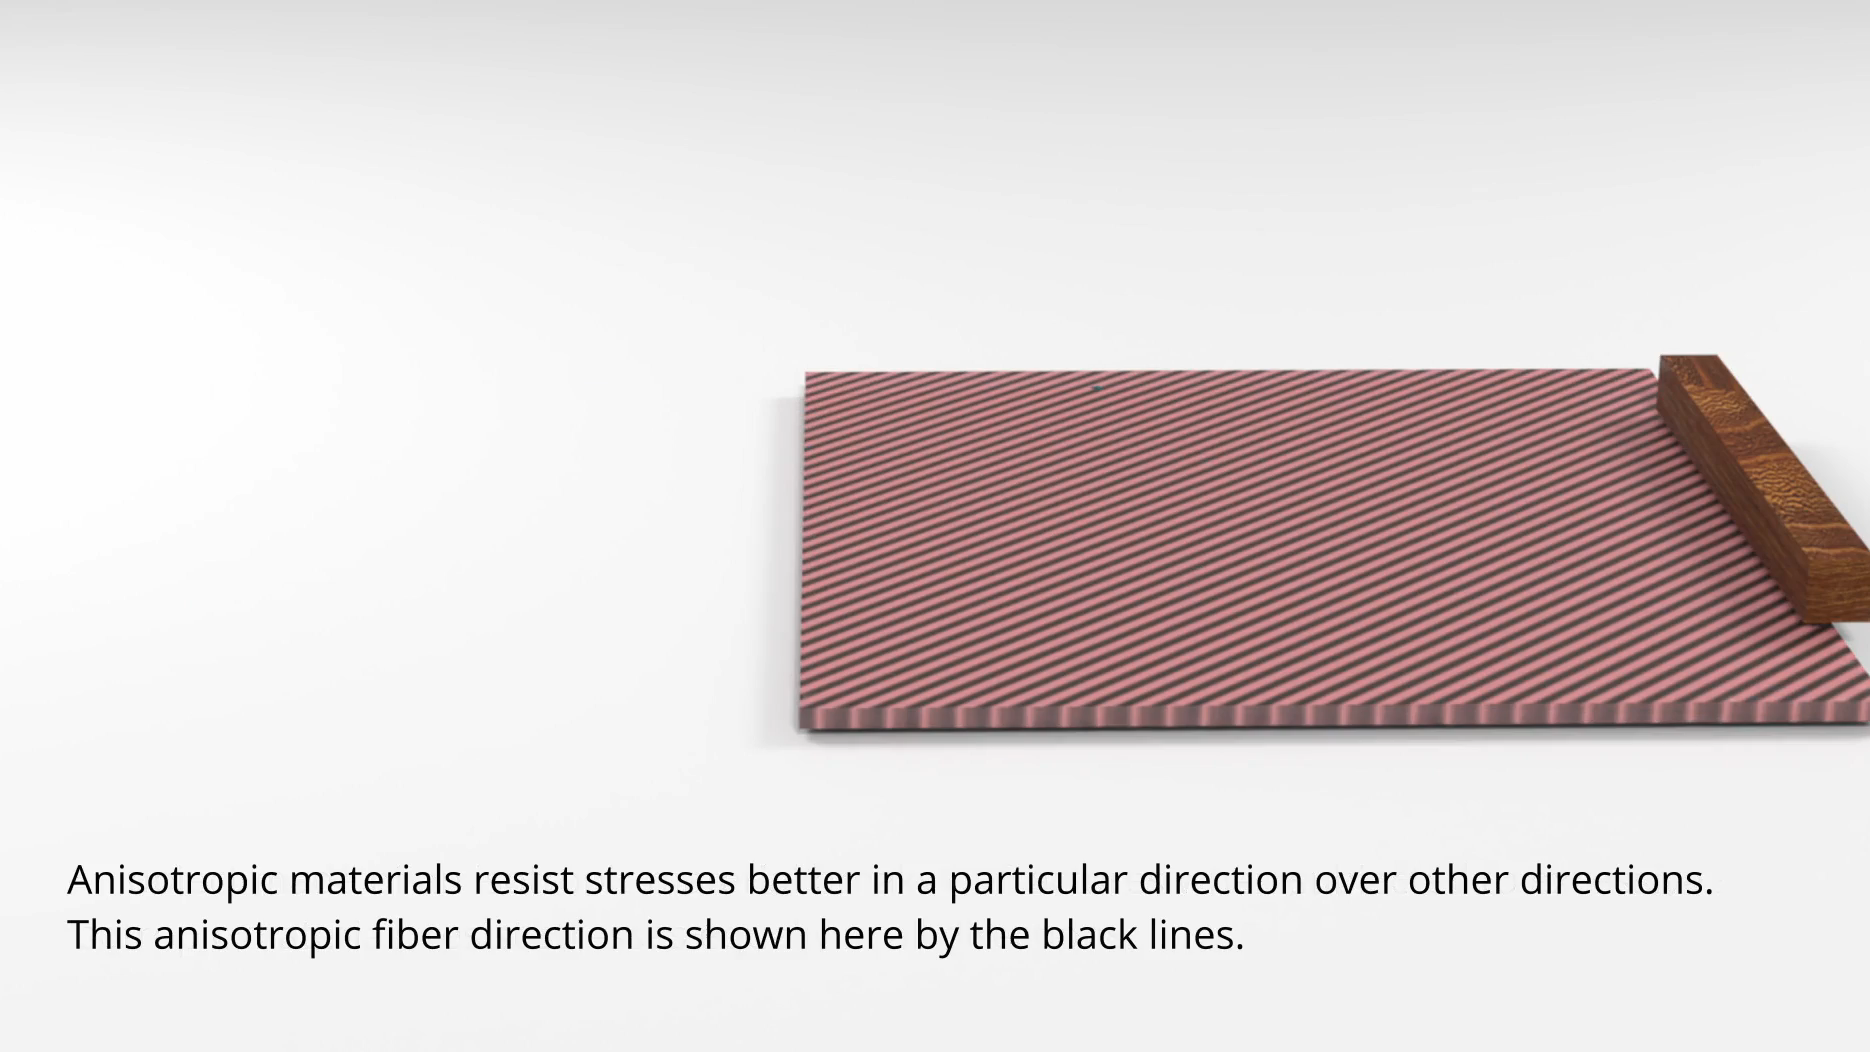 Anisotropic materials resist stresses better in a particular direction over other directions.
This anisotropic fiber direction is shown here by the black lines.